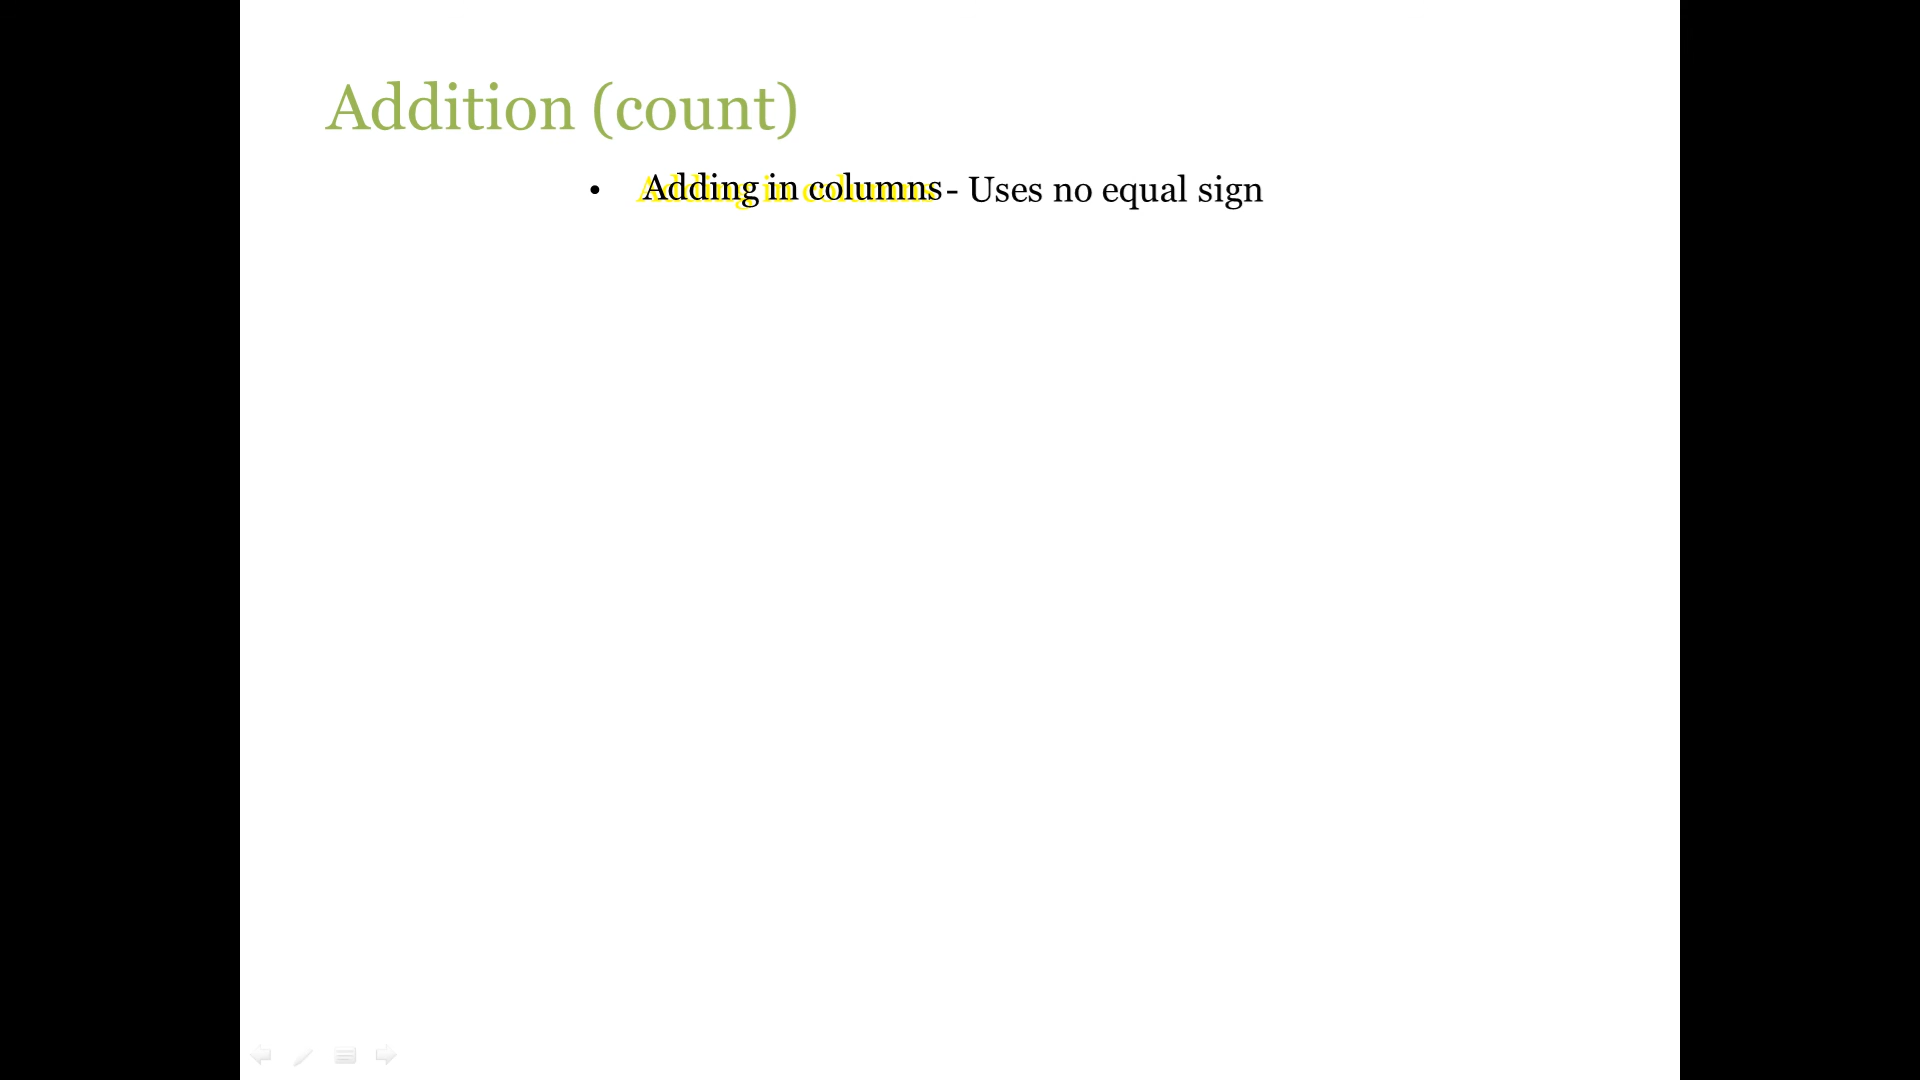 Addition (count)
• Adding in columns - Uses no equal sign